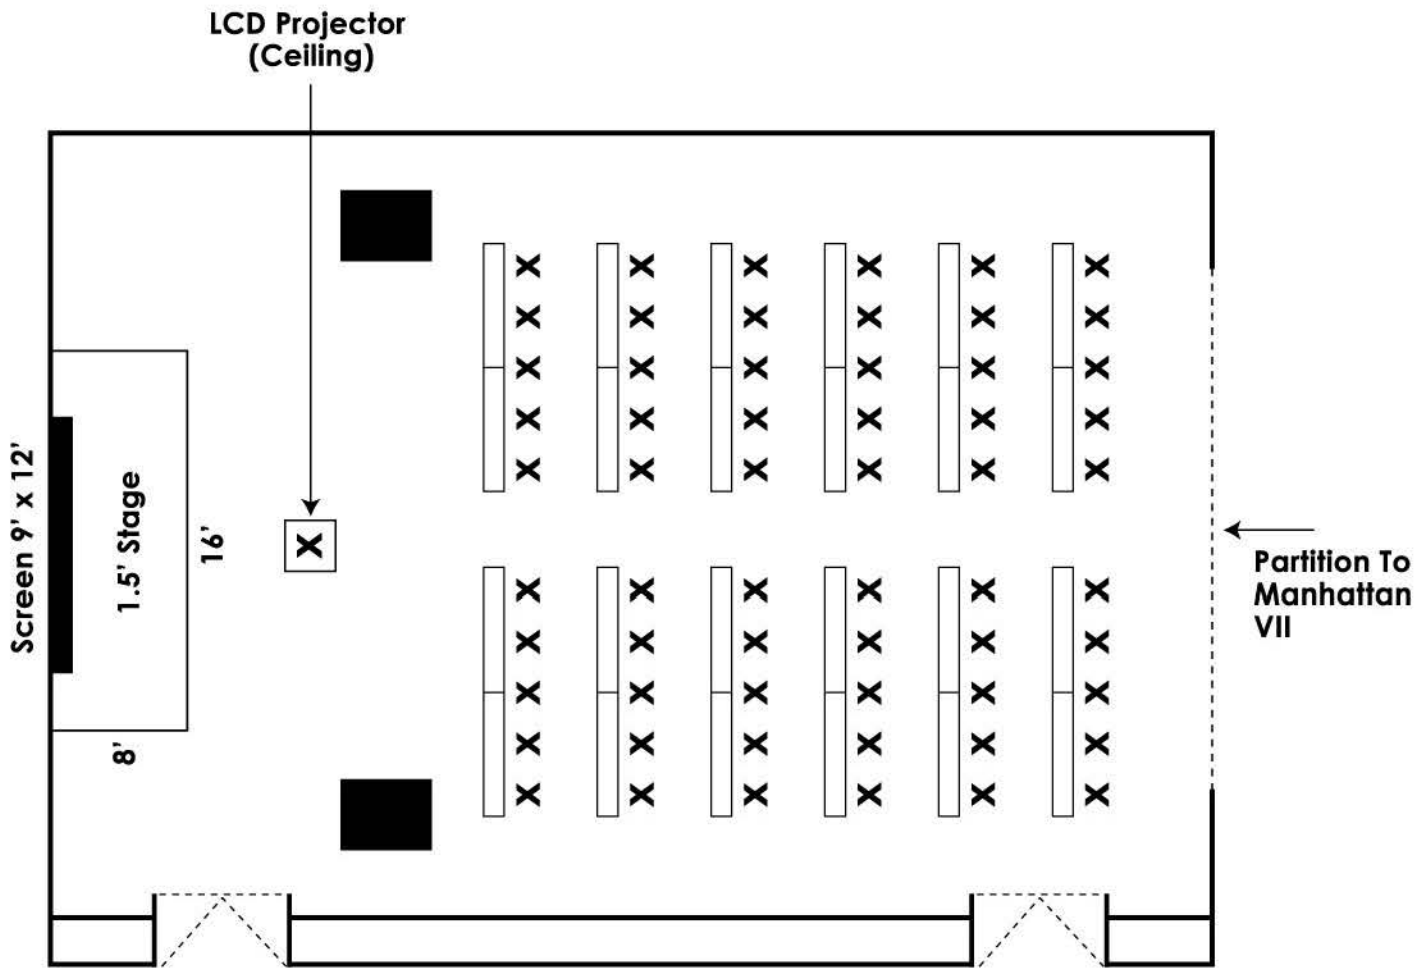 LCD Projector
(Ceiling)
Screen 9' x 12'
1.5' Stage
16'
8'
X
X X X X X X
X X X X X X
X X X X X X
X X X X X X
X X X X X X
X X X X X X
X X X X X X
X X X X X X
X X X X X X
X X X X X X
Partition To
Manhattan
VII